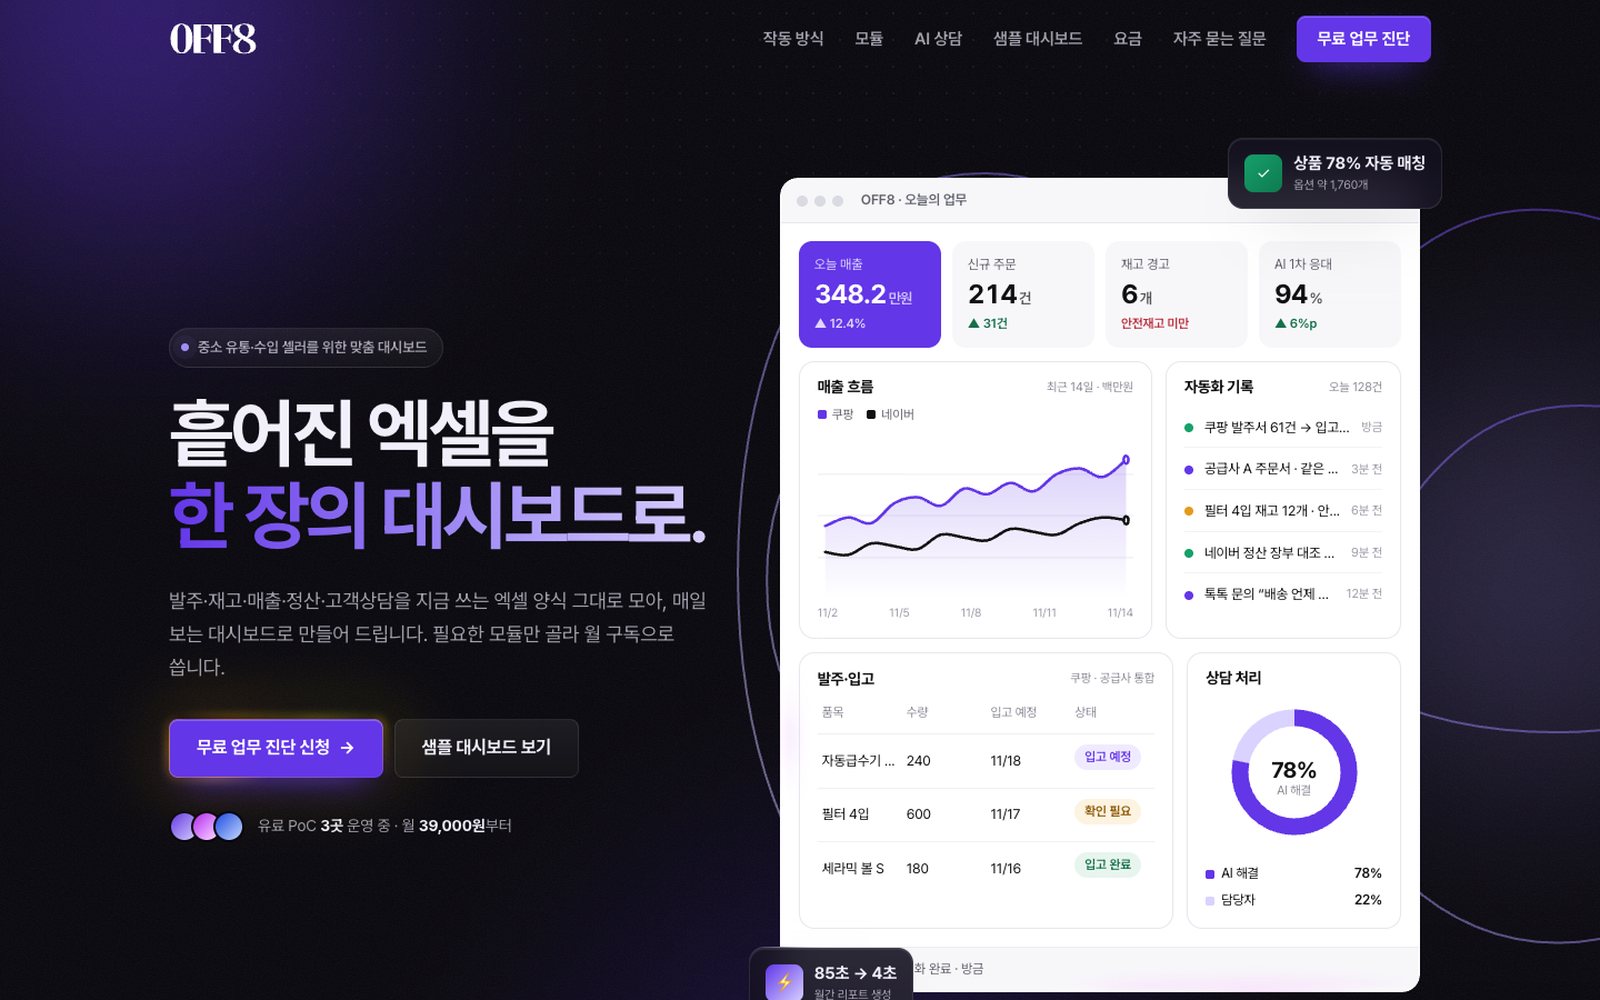 OFF8
작동 방식
모듈
AI 상담
샘플 대시보드
요금
자주 묻는 질문
무료 업무 진단
중소 유통·수입 셀러를 위한 맞춤 대시보드
흩어진 엑셀을
한 장의 대시보드로.
발주·재고·매출·정산·고객상담을 지금 쓰는 엑셀 양식 그대로 모아, 매일
보는 대시보드로 만들어 드립니다. 필요한 모듈만 골라 월 구독으로
씁니다.
무료 업무 진단 신청 →
샘플 대시보드 보기
유료 PoC 3곳 운영 중 · 월 39,000원부터
상품 78% 자동 매칭
옵션 약 1,760개
OFF8 · 오늘의 업무
오늘 매출
348.2만원
▲ 12.4%
신규 주문
214건
▲ 31건
재고 경고
6개
안전재고 미만
AI 1차 응대
94%
▲ 6%p
매출 흐름
최근 14일 · 백만원
쿠팡
네이버
11/2
11/5
11/8
11/11
11/14
자동화 기록
오늘 128건
쿠팡 발주서 61건 → 입고... 방금
공급사 A 주문서 · 같은 ... 3분 전
필터 4입 재고 12개 · 안... 6분 전
네이버 정산 장부 대조 ... 9분 전
톡톡 문의 “배송 언제 ... 12분 전
발주·입고
쿠팡 · 공급사 통합
품목 수량 입고 예정 상태
자동급수기 ... 240 11/18 입고 예정
필터 4입 600 11/17 확인 필요
세라믹 볼 S 180 11/16 입고 완료
상담 처리
78%
AI 해결
AI 해결 78%
담당자 22%
85초 → 4초
월간 리포트 생성
화 완료 · 방금